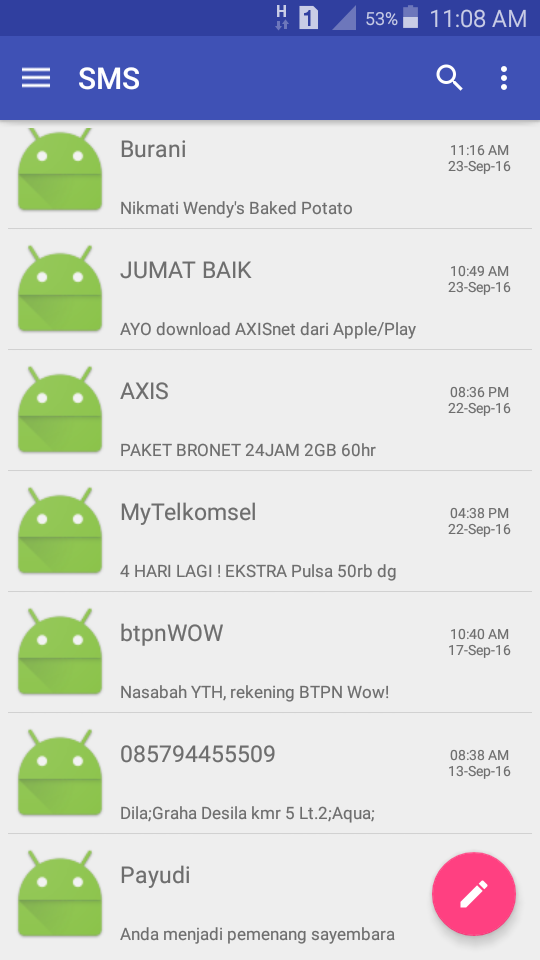 H 1 53% 11:08 AM
SMS
Burani
11:16 AM
23-Sep-16
Nikmati Wendy's Baked Potato
JUMAT BAIK
10:49 AM
23-Sep-16
AYO download AXISnet dari Apple/Play
AXIS
08:36 PM
22-Sep-16
PAKET BRONET 24JAM 2GB 60hr
MyTelkomsel
04:38 PM
22-Sep-16
4 HARI LAGI ! EKSTRA Pulsa 50rb dg
btpnWOW
10:40 AM
17-Sep-16
Nasabah YTH, rekening BTPN Wow!
085794455509
08:38 AM
13-Sep-16
Dila;Graha Desila kmr 5 Lt.2;Aqua;
Payudi
Anda menjadi pemenang sayembara